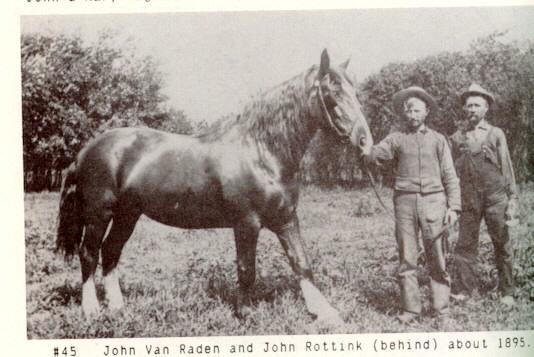 #45 John Van Raden and John Rottink (behind) about 1895.